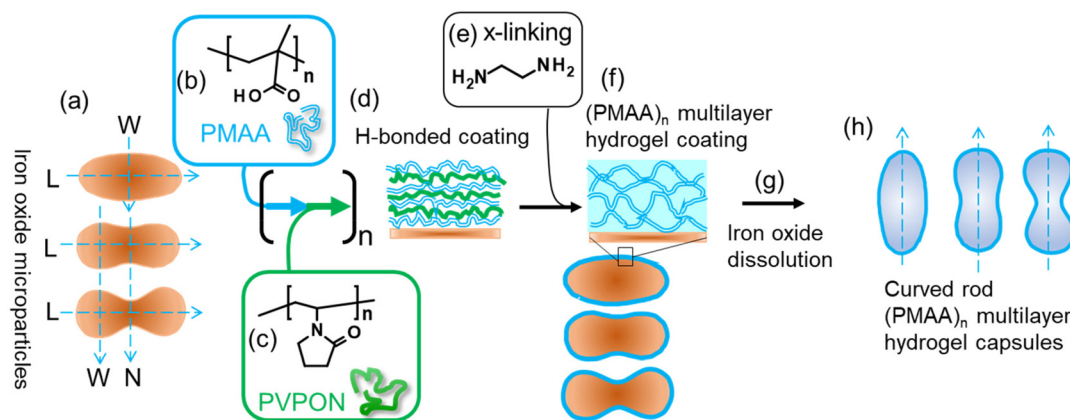 (a)
Iron oxide microparticles
W
L
L
L
W N
(b)
n
HO
O
PMAA
[ ]n
(c)
n
N
O
PVPON
(d)
H-bonded coating
(e) x-linking
H2N
NH2
(f)
(PMAA)n multilayer
hydrogel coating
(g)
Iron oxide
dissolution
(h)
Curved rod
(PMAA)n multilayer
hydrogel capsules